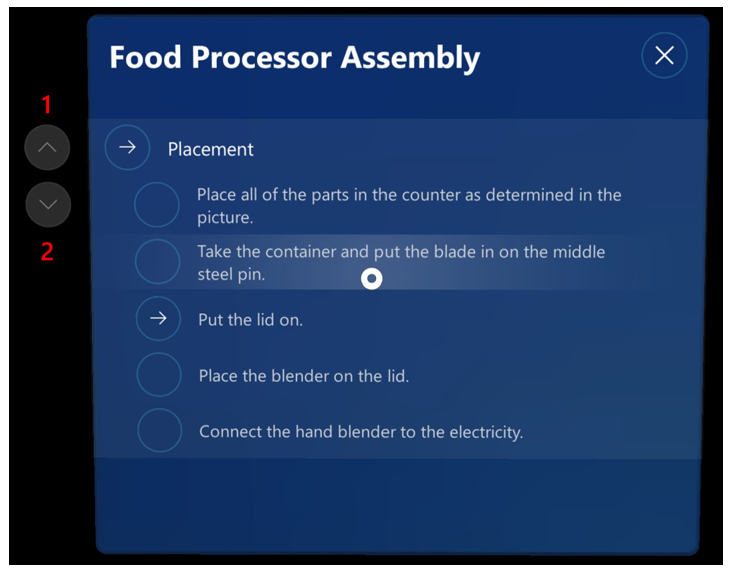 Food Processor Assembly
1
Placement
Place all of the parts in the counter as determined in the
picture.
2
Take the container and put the blade in on the middle
steel pin.
Put the lid on.
Place the blender on the lid.
Connect the hand blender to the electricity.